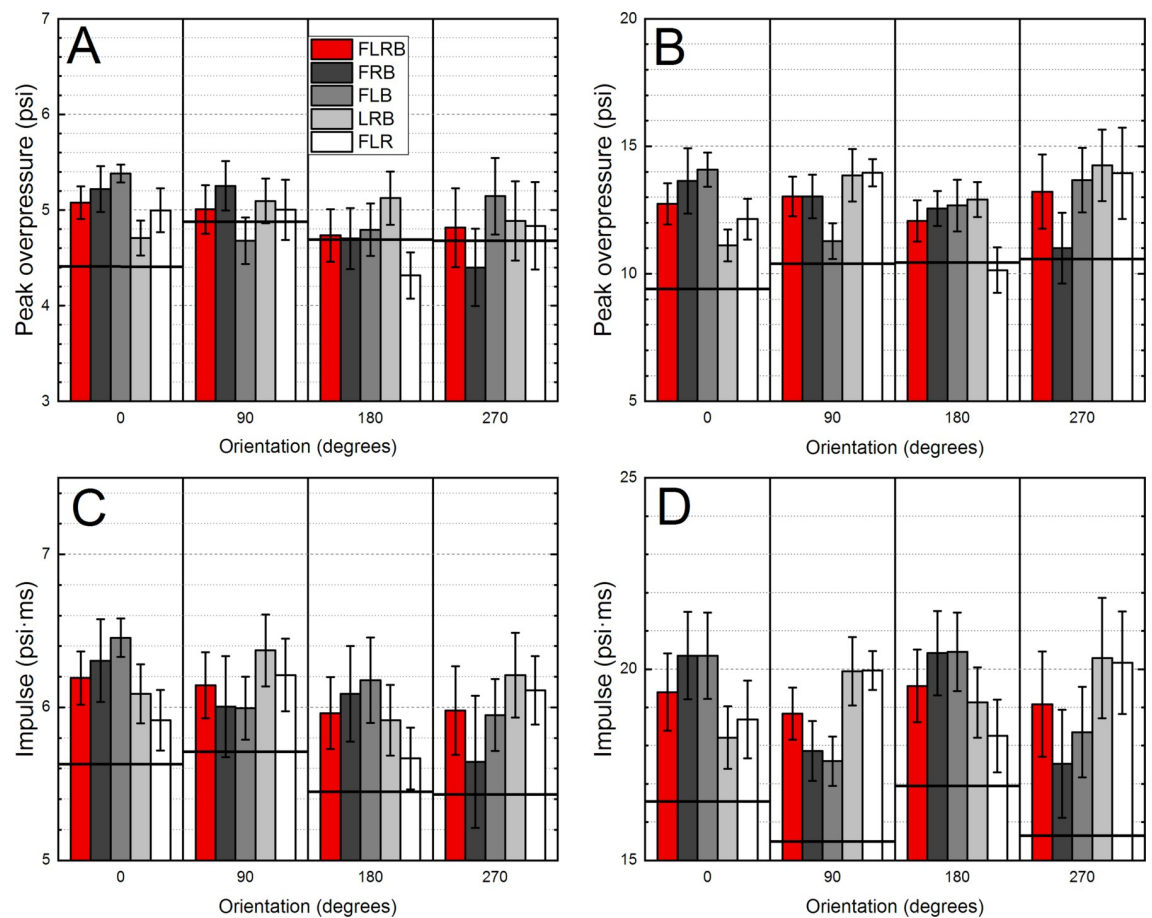 A
Peak overpressure (psi)
7
6
5
4
3
FLRB
FRB
FLB
LRB
FLR
0 90 180 270
Orientation (degrees)
B
Peak overpressure (psi)
20
15
10
5
0 90 180 270
Orientation (degrees)
C
Impulse (psi·ms)
7
6
5
0 90 180 270
Orientation (degrees)
D
Impulse (psi·ms)
25
20
15
0 90 180 270
Orientation (degrees)